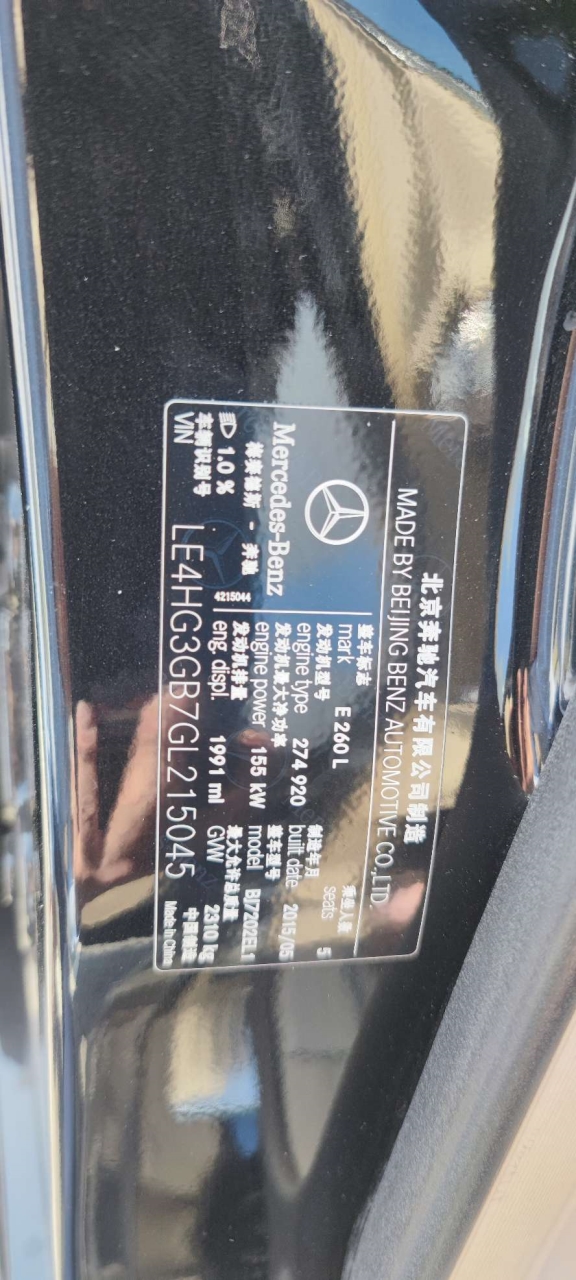 北京奔驰汽车有限公司制造
MADE BY BEIJING BENZ AUTOMOTIVE CO.,LTD.
整车标志 乘坐人数
mark E 260 L seats 5
发动机型号 制造年月
engine type 274 920 built date 2015/05
Mercedes-Benz
发动机最大净功率 整车型号
梅赛德斯 - 奔驰
engine power 155 kW model BJ7202EL1
1.0 %
4215044
发动机排量 最大允许总质量
eng. displ. 1991 ml GVW 2310 kg
车辆识别号 中国制造
VIN LE4HG3GB7GL215045 Made in China